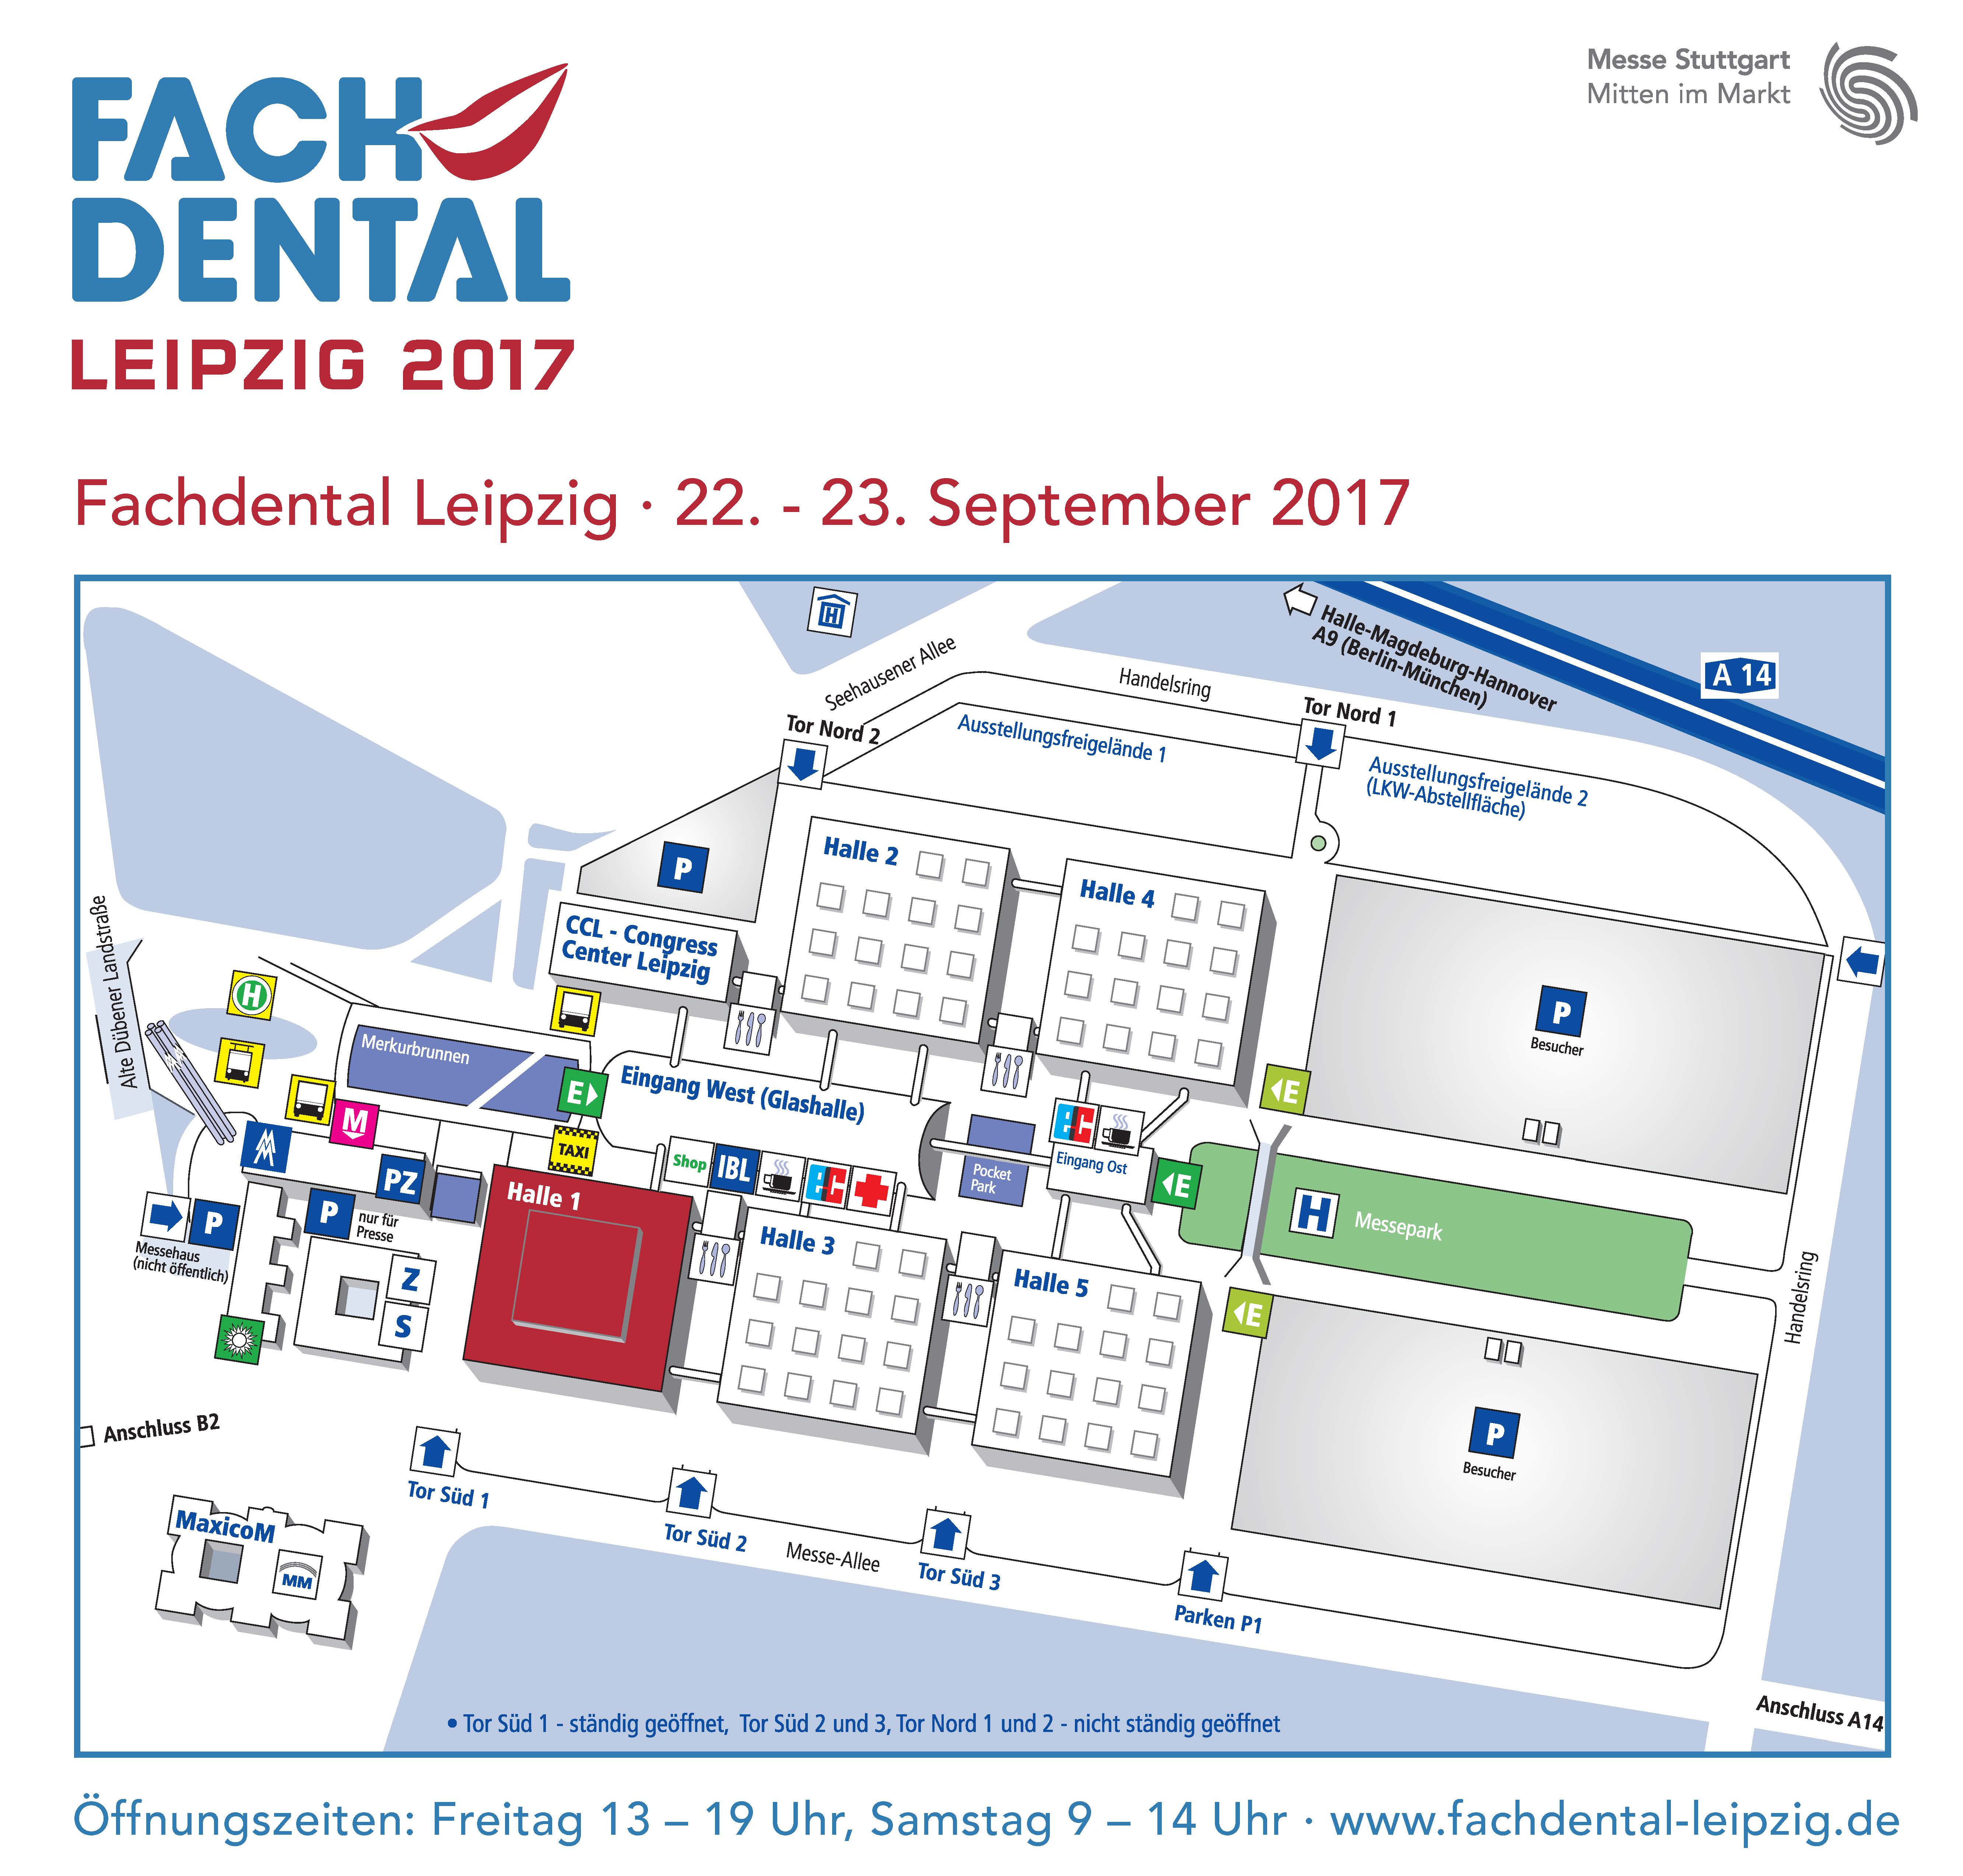 Messe Stuttgart
Mitten im Markt
FACH
DENTAL
LEIPZIG 2017
Fachdental Leipzig · 22. - 23. September 2017
H
Halle-Magdeburg-Hannover
A9 (Berlin-München)
A 14
Seehausener Allee
Handelsring
Tor Nord 1
Tor Nord 2
Ausstellungsfreigelände 1
Ausstellungsfreigelände 2
(LKW-Abstellfläche)
P
Halle 2
Halle 4
CCL - Congress
Center Leipzig
Alte Dübener Landstraße
H
P
Besucher
Merkurbrunnen
E
Eingang West (Glashalle)
E
M
TAXI
EC
Shop
IBL
EC
Pocket
Park
Eingang Ost
E
PZ
Halle 1
P
nur für
Presse
P
Messehaus
(nicht öffentlich)
H
Messepark
Halle 3
Halle 5
Z
S
E
Handelsring
Anschluss B2
P
Besucher
Tor Süd 1
Tor Süd 2
Messe-Allee
Tor Süd 3
Parken P1
MaxicoM
MM
Anschluss A14
• Tor Süd 1 - ständig geöffnet, Tor Süd 2 und 3, Tor Nord 1 und 2 - nicht ständig geöffnet
Öffnungszeiten: Freitag 13 – 19 Uhr, Samstag 9 – 14 Uhr · www.fachdental-leipzig.de